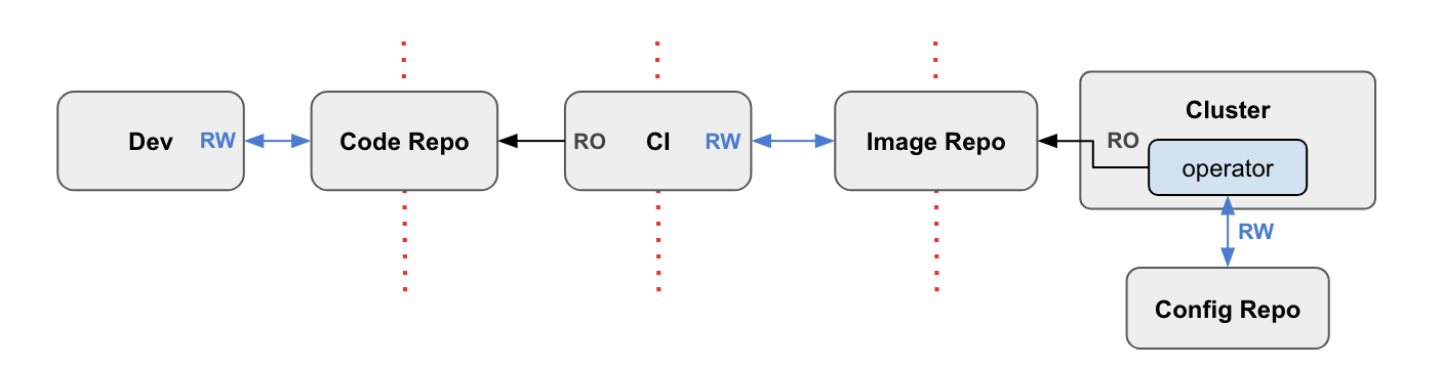 Dev
RW
Code Repo
RO
CI
RW
Image Repo
Cluster
RO
operator
RW
Config Repo